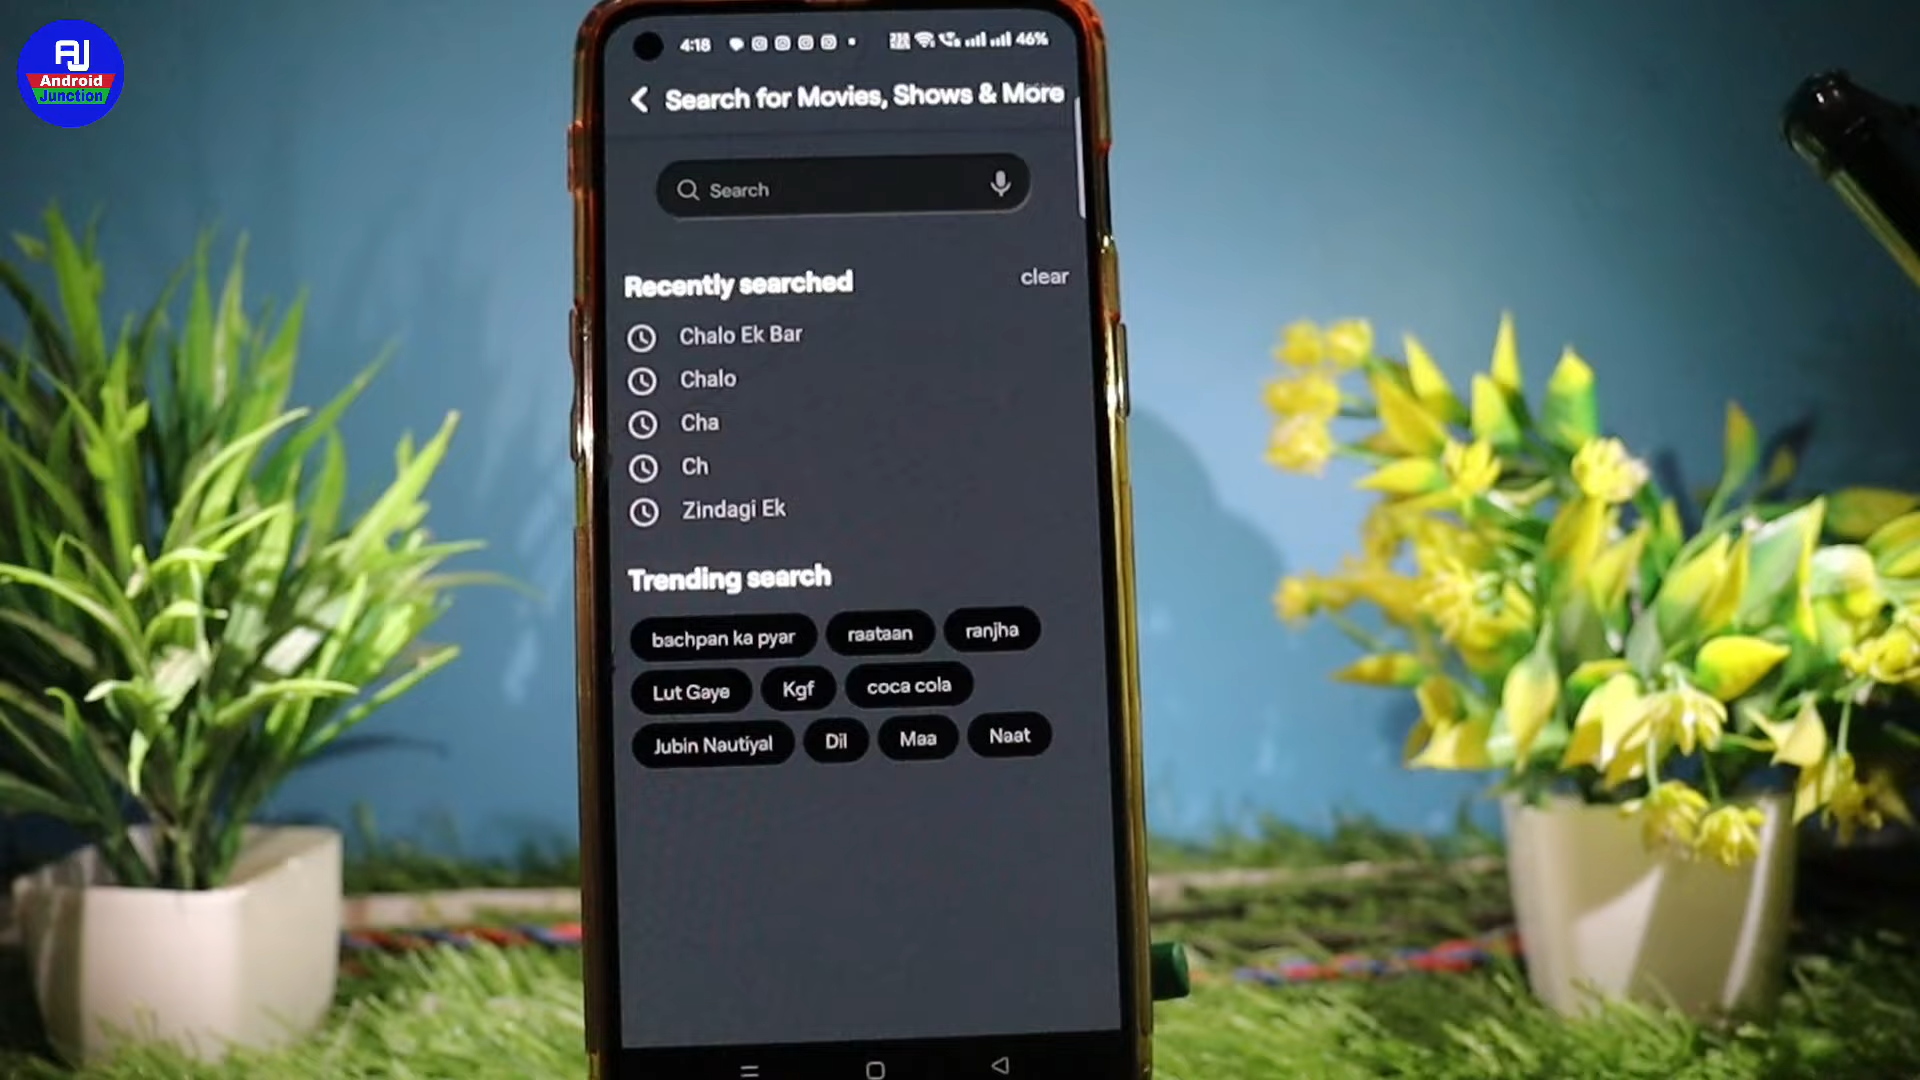 AJ
Android
Junction
4:18 46%
Search for Movies, Shows & More
Search
Recently searched clear
Chalo Ek Bar
Chalo
Cha
Ch
Zindagi Ek
Trending search
bachpan ka pyar raataan ranjha
Lut Gaye Kgf coca cola
Jubin Nautiyal Dil Maa Naat